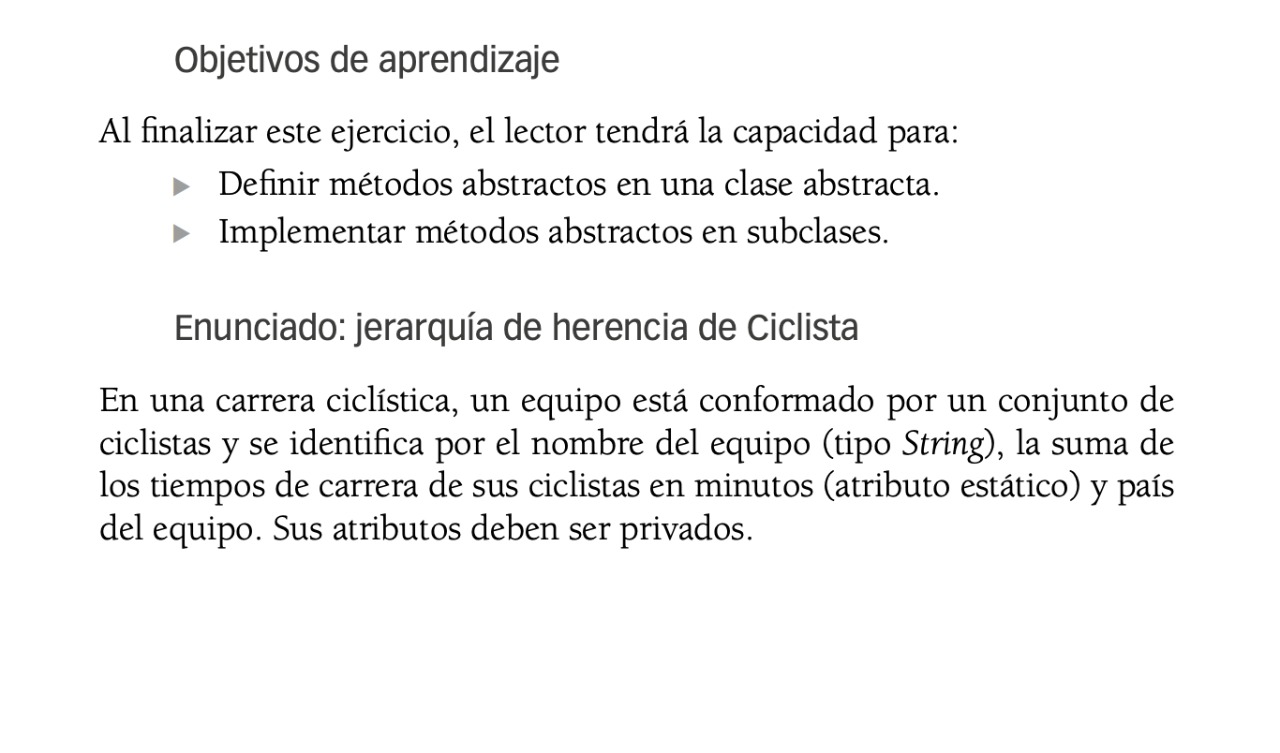 Objetivos de aprendizaje
Al finalizar este ejercicio, el lector tendrá la capacidad para:
▶ Definir métodos abstractos en una clase abstracta.
▶ Implementar métodos abstractos en subclases.
Enunciado: jerarquía de herencia de Ciclista
En una carrera ciclística, un equipo está conformado por un conjunto de
ciclistas y se identifica por el nombre del equipo (tipo String), la suma de
los tiempos de carrera de sus ciclistas en minutos (atributo estático) y país
del equipo. Sus atributos deben ser privados.